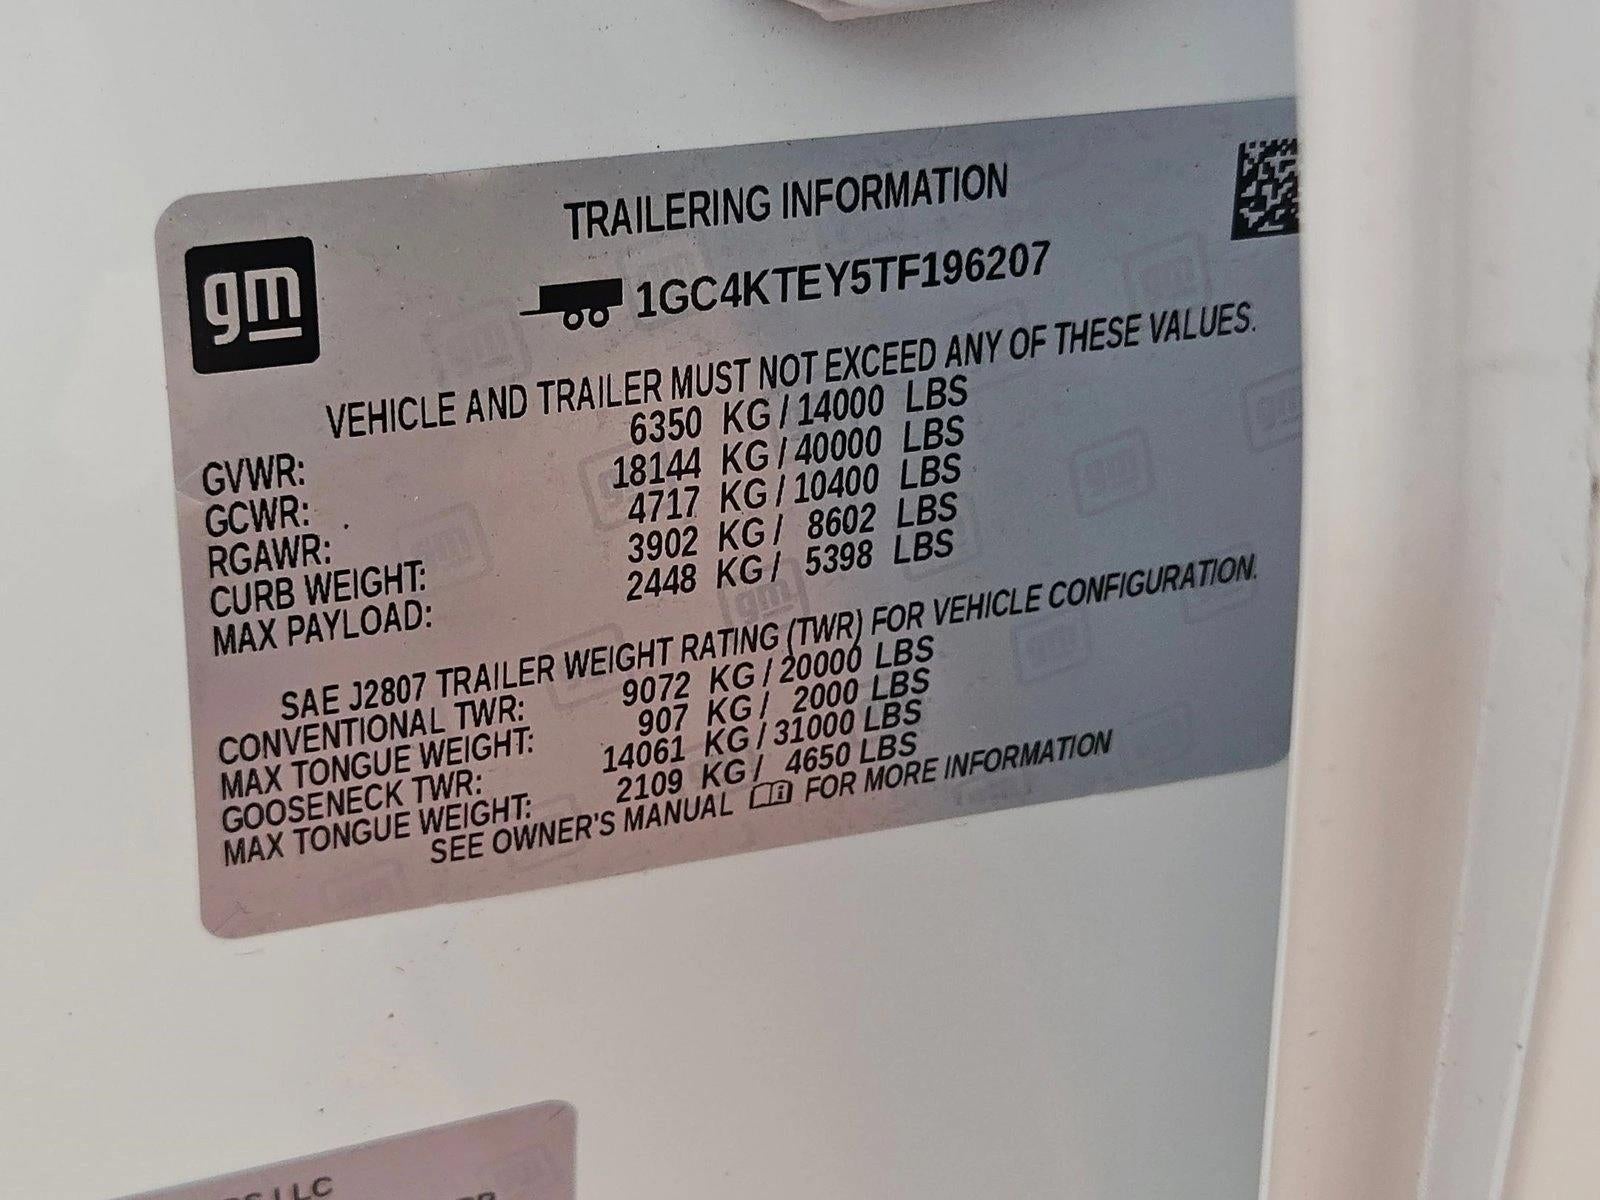 TRAILERING INFORMATION
gm
1GC4KTEY5TF196207
VEHICLE AND TRAILER MUST NOT EXCEED ANY OF THESE VALUES.
GVWR: 6350 KG / 14000 LBS
GCWR: 18144 KG / 40000 LBS
RGAWR: 4717 KG / 10400 LBS
CURB WEIGHT: 3902 KG / 8602 LBS
MAX PAYLOAD: 2448 KG / 5398 LBS
SAE J2807 TRAILER WEIGHT RATING (TWR) FOR VEHICLE CONFIGURATION.
CONVENTIONAL TWR: 9072 KG / 20000 LBS
MAX TONGUE WEIGHT: 907 KG / 2000 LBS
GOOSENECK TWR: 14061 KG / 31000 LBS
MAX TONGUE WEIGHT: 2109 KG / 4650 LBS
SEE OWNER'S MANUAL FOR MORE INFORMATION
LLC